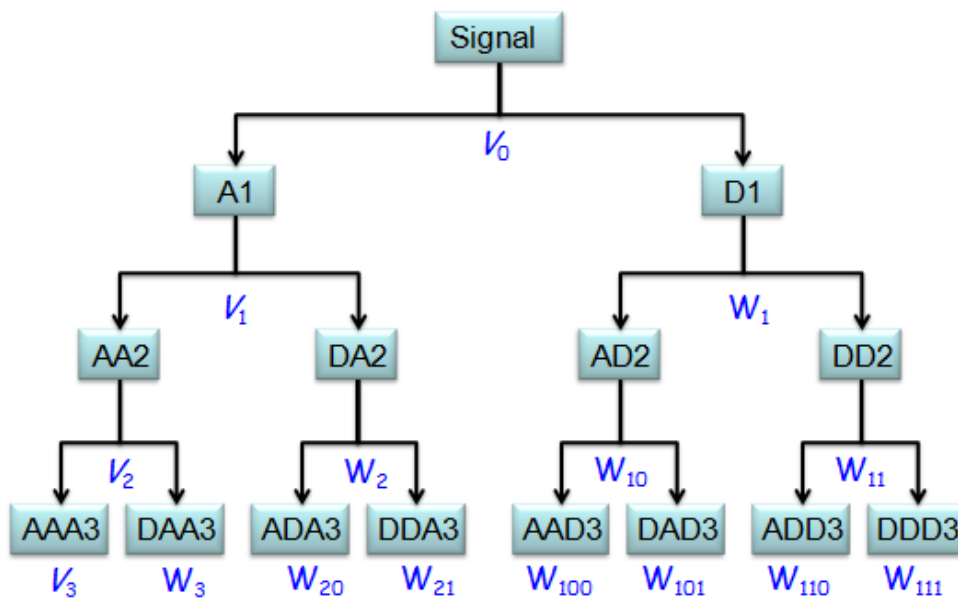 Signal
V₀
A1 D1
V₁ W₁
AA2 DA2 AD2 DD2
V₂ W₂ W₁₀ W₁₁
AAA3 DAA3 ADA3 DDA3 AAD3 DAD3 ADD3 DDD3
V₃ W₃ W₂₀ W₂₁ W₁₀₀ W₁₀₁ W₁₁₀ W₁₁₁